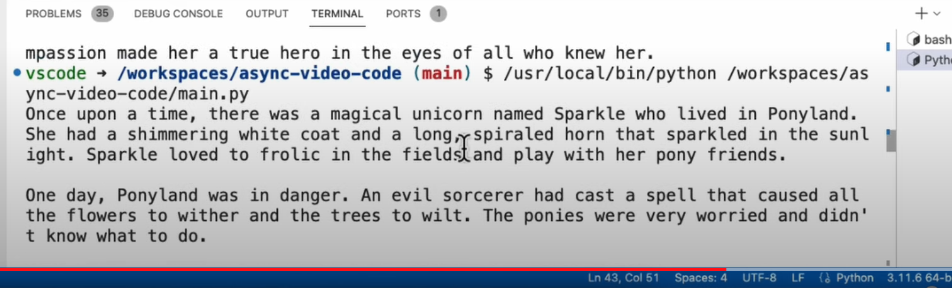 PROBLEMS 35 DEBUG CONSOLE OUTPUT TERMINAL PORTS 1
mpassion made her a true hero in the eyes of all who knew her.
bash
vscode → /workspaces/async-video-code (main) $ /usr/local/bin/python /workspaces/as
Pyth
ync-video-code/main.py
Once upon a time, there was a magical unicorn named Sparkle who lived in Ponyland.
She had a shimmering white coat and a long, spiraled horn that sparkled in the sunl
ight. Sparkle loved to frolic in the fields and play with her pony friends.
One day, Ponyland was in danger. An evil sorcerer had cast a spell that caused all
the flowers to wither and the trees to wilt. The ponies were very worried and didn'
t know what to do.
Ln 43, Col 51 Spaces: 4 UTF-8 LF Python 3.11.6 64-b